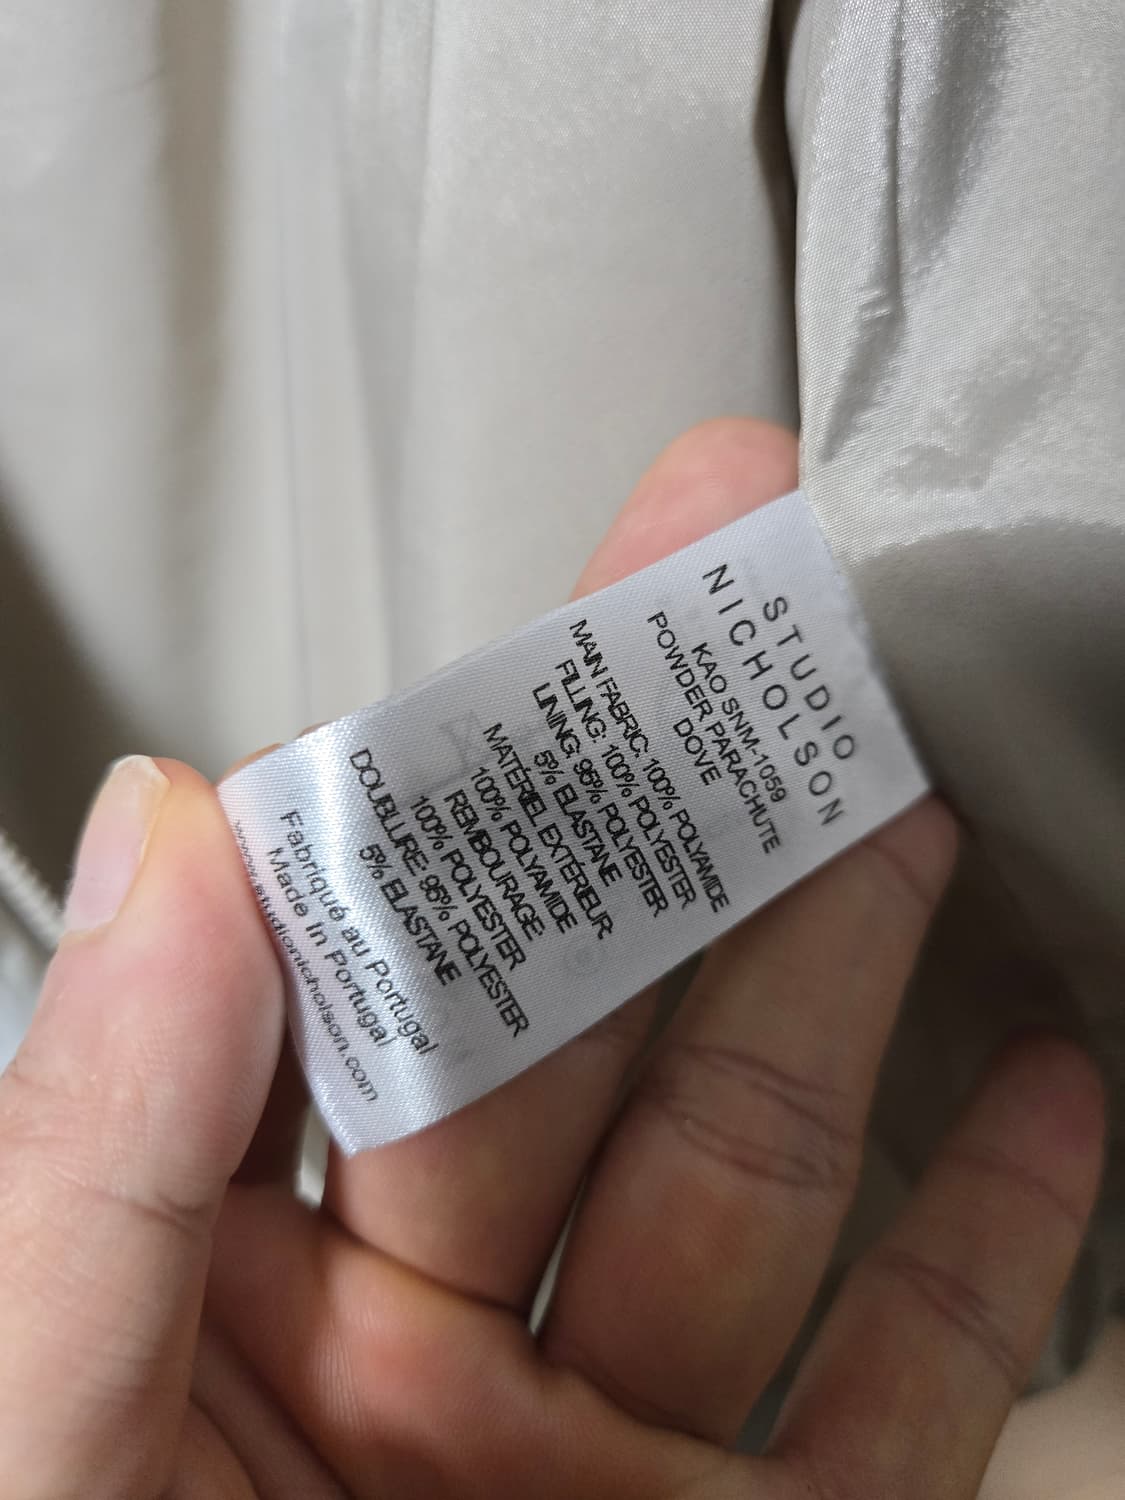 STUDIO
NICHOLSON
KAO SNM-1059
POWDER PARACHUTE
DOVE
MAIN FABRIC: 100% POLYAMIDE
FILLING: 100% POLYESTER
LINING: 95% POLYESTER
5% ELASTANE
MATÉRIEL EXTÉRIEUR:
100% POLYAMIDE
REMBOURAGE:
100% POLYESTER
DOUBLURE: 95% POLYESTER
5% ELASTANE
Fabriqué au Portugal
Made In Portugal
www.studionicholson.com